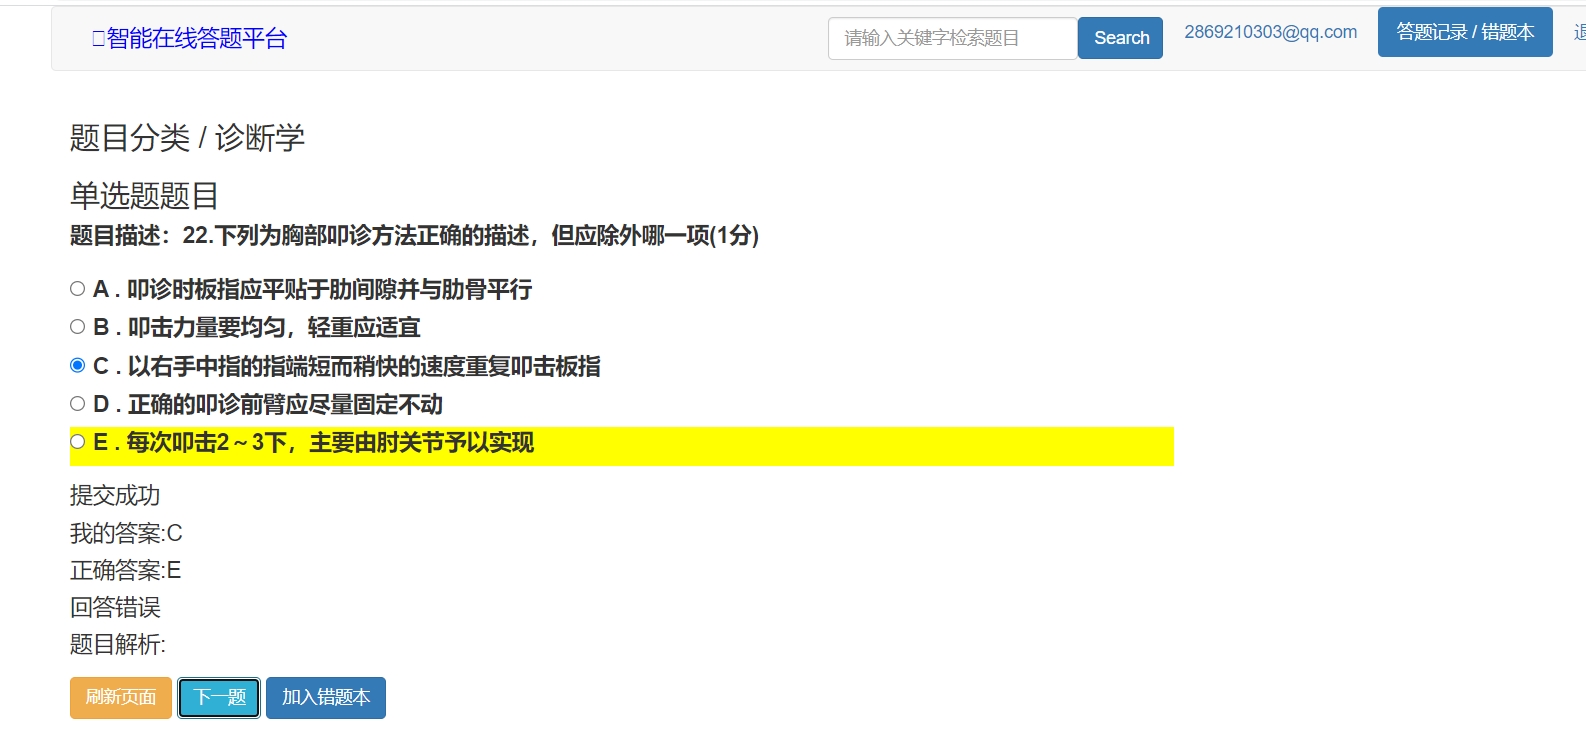 智能在线答题平台
请输入关键字检索题目
Search
2869210303@qq.com
答题记录 / 错题本
题目分类 / 诊断学
单选题题目
题目描述：22.下列为胸部叩诊方法正确的描述，但应除外哪一项(1分)
A . 叩诊时板指应平贴于肋间隙并与肋骨平行
B . 叩击力量要均匀，轻重应适宜
C . 以右手中指的指端短而稍快的速度重复叩击板指
D . 正确的叩诊前臂应尽量固定不动
E . 每次叩击2～3下，主要由肘关节予以实现
提交成功
我的答案:C
正确答案:E
回答错误
题目解析:
刷新页面
下一题
加入错题本